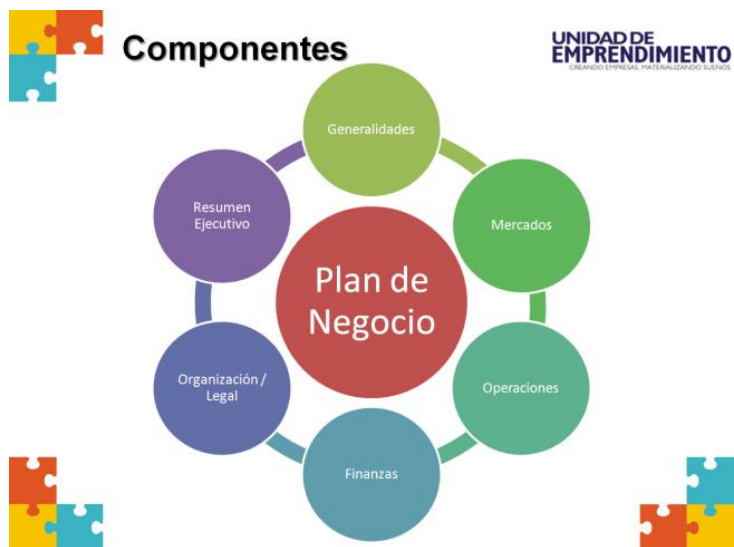 Componentes
UNIDAD DE
EMPRENDIMIENTO
CREANDO EMPRESAS, MATERIALIZANDO SUEÑOS
Generalidades
Mercados
Operaciones
Finanzas
Organización /
Legal
Resumen
Ejecutivo
Plan de
Negocio